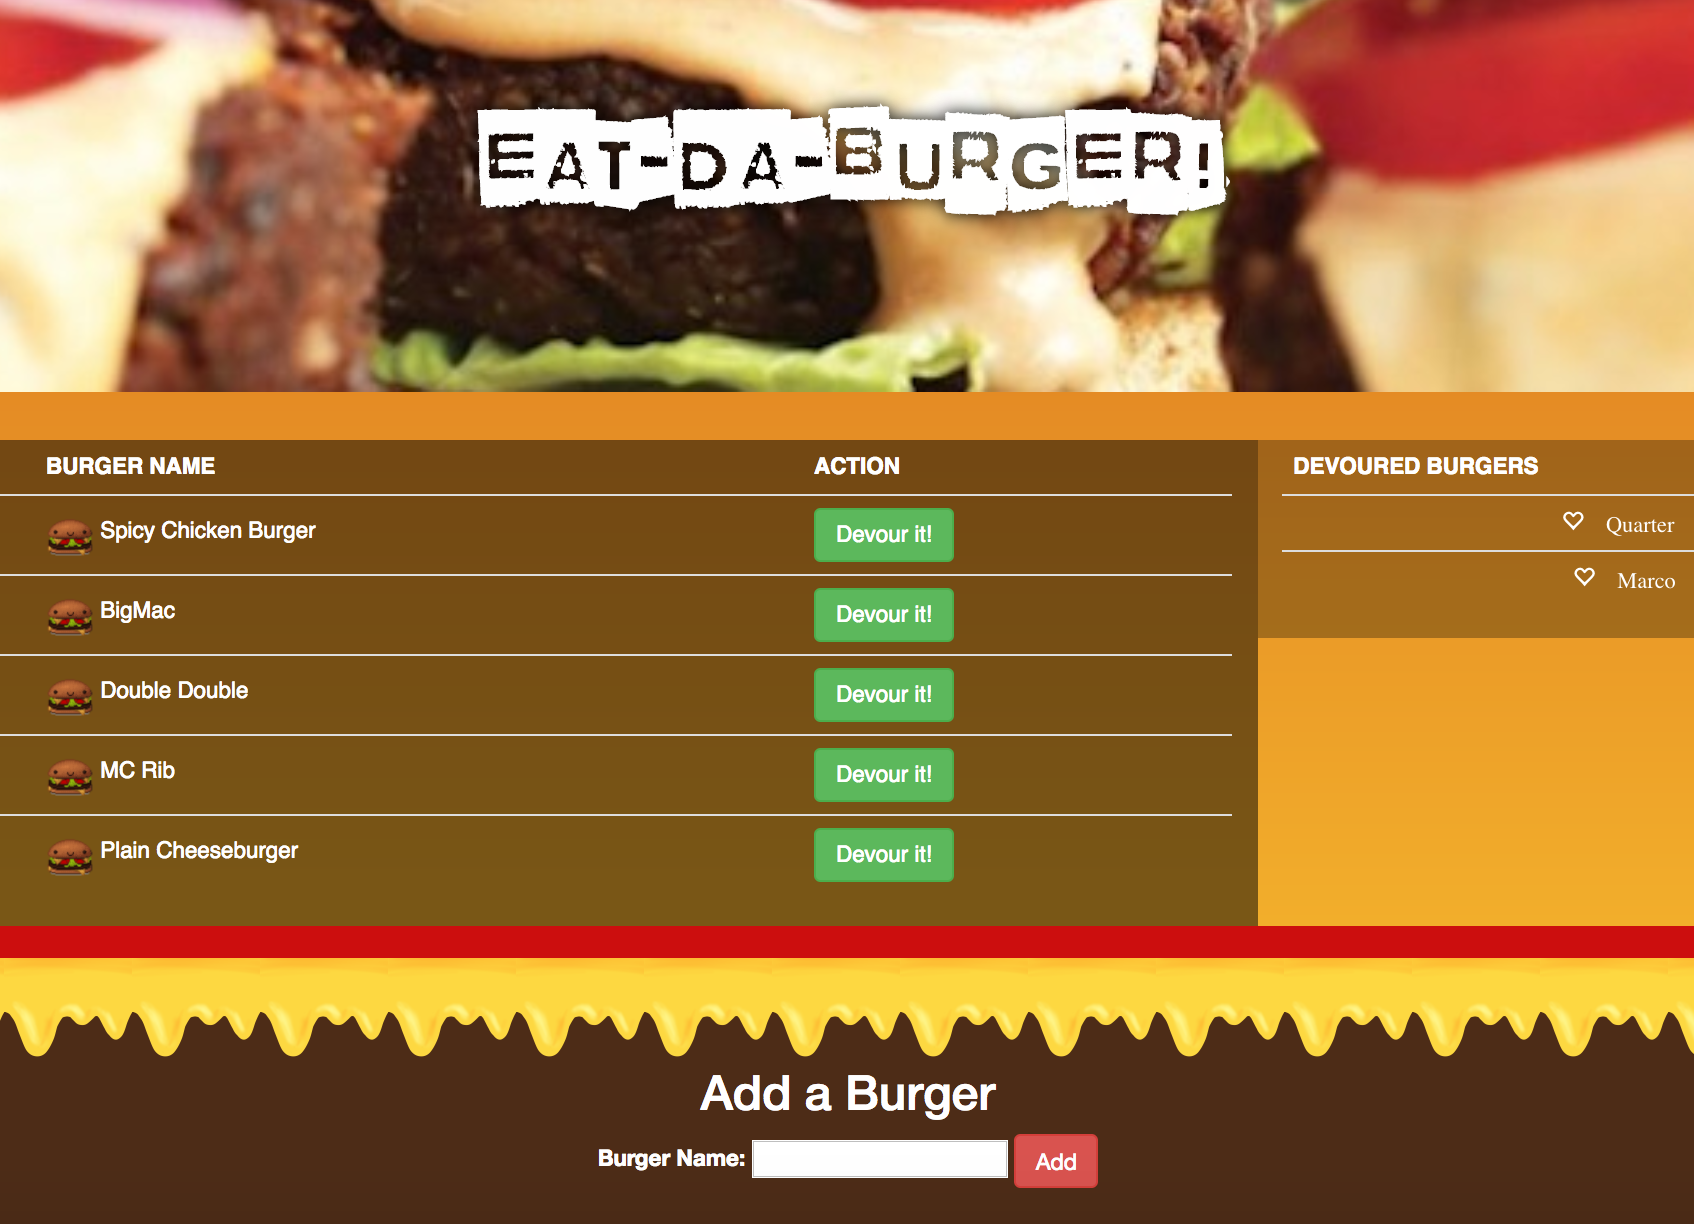 EAT-DA-BURGER!
BURGER NAME ACTION
Spicy Chicken Burger Devour it!
BigMac Devour it!
Double Double Devour it!
MC Rib Devour it!
Plain Cheeseburger Devour it!
DEVOURED BURGERS
♡ Quarter
♡ Marco
Add a Burger
Burger Name: Add